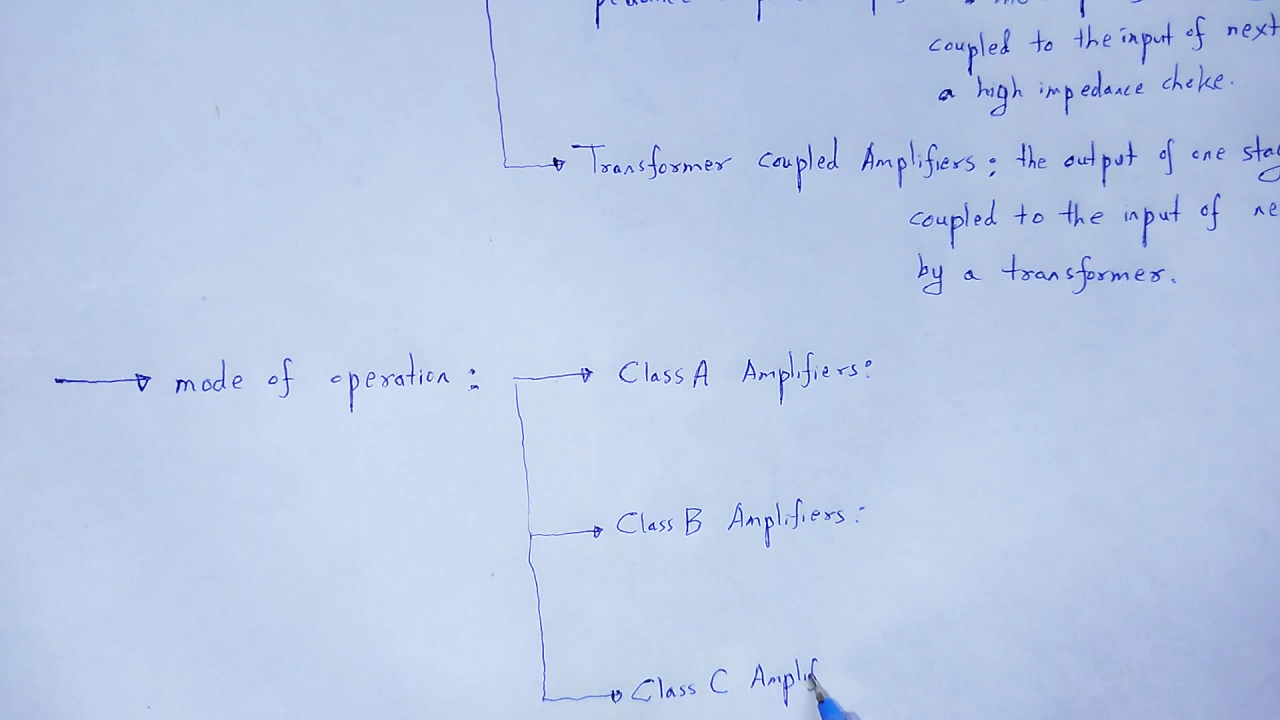 coupled to the input of next
a high impedance choke.
Transformer coupled Amplifiers: the output of one sta
coupled to the input of ne
by a transformer.
mode of operation:
Class A Amplifiers:
Class B Amplifiers:
Class C Amplif